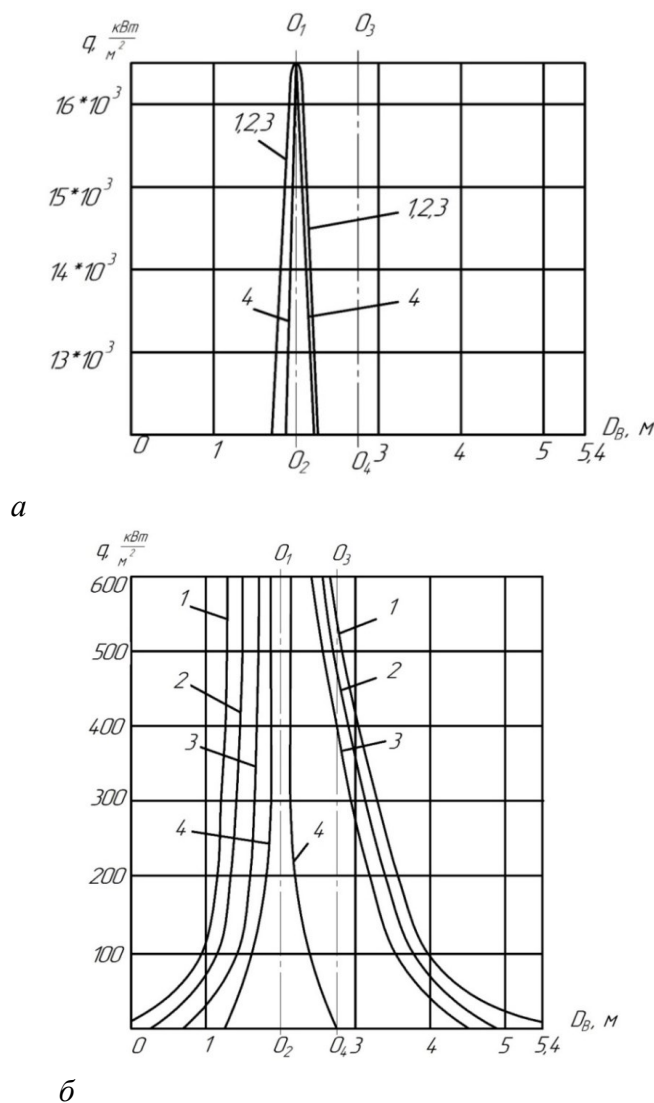 O₁ O₃
q, кВт/м²
16*10³
1,2,3
15*10³
1,2,3
14*10³
4 4
13*10³
D_B, м
0 1 O₂ O₄ 3 4 5 5,4
а
q, кВт/м² O₁ O₃
600
1 1
500
2 2
400
3 3
300
4 4
200
100
D_B, м
0 1 O₂ O₄ 3 4 5 5,4
б